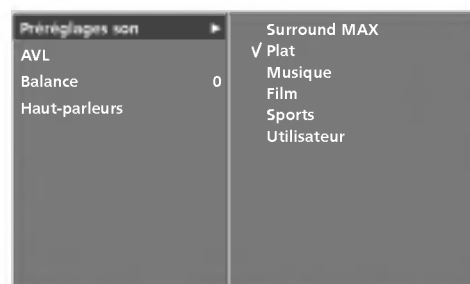 Préréglages son ►
AVL
Balance 0
Haut-parleurs
Surround MAX
√ Plat
Musique
Film
Sports
Utilisateur